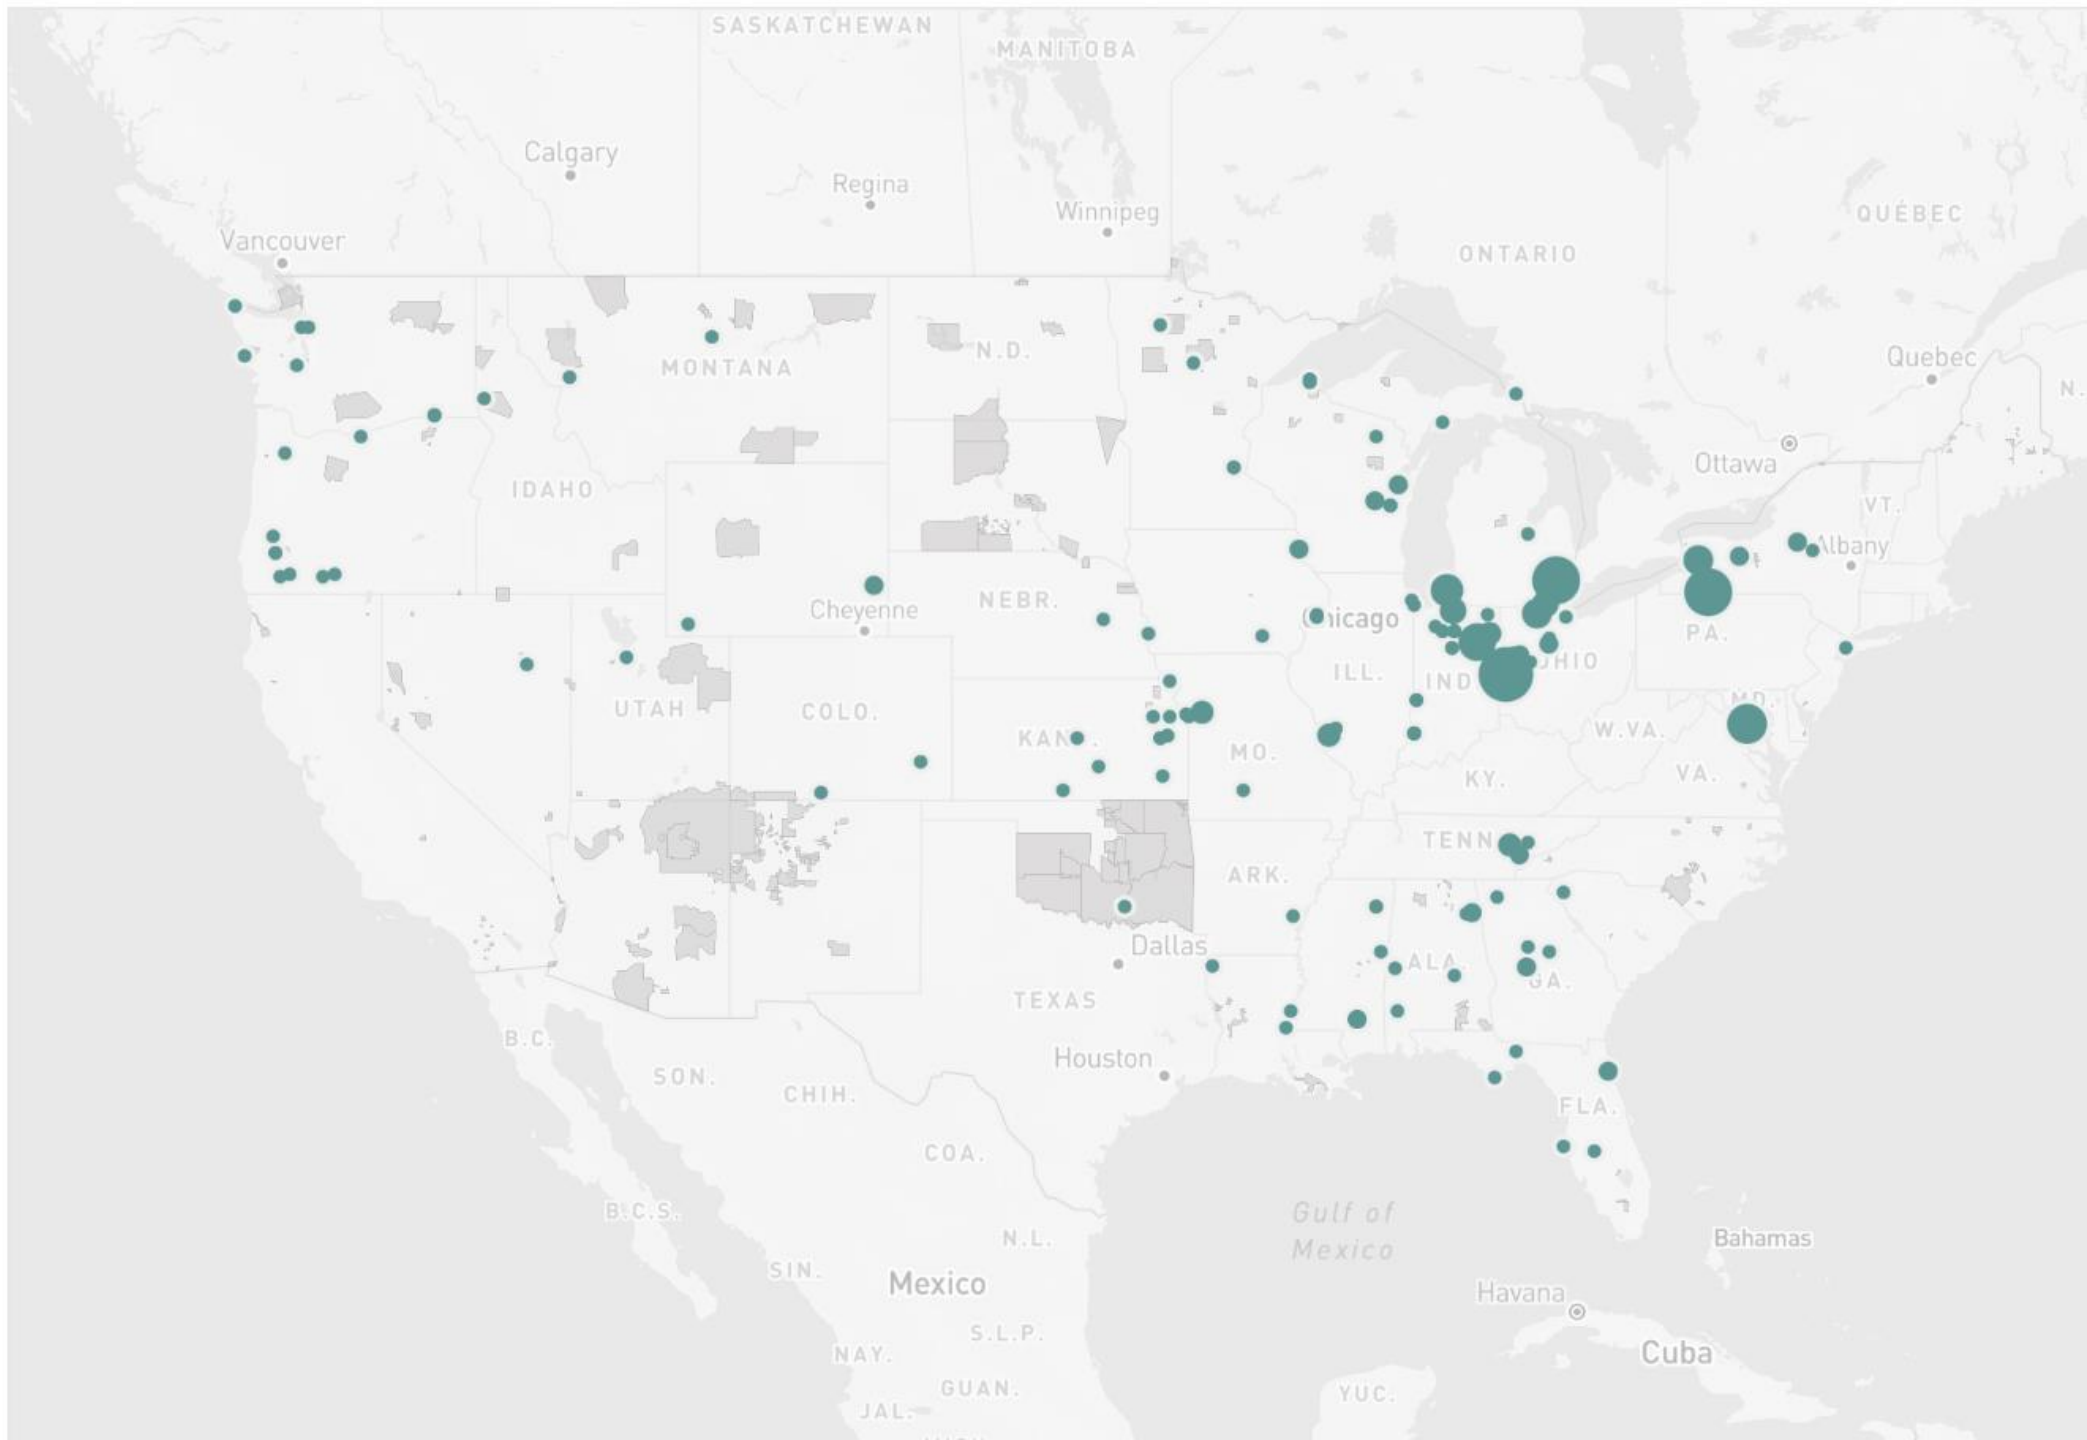 SASKATCHEWAN
MANITOBA
Calgary
Regina
Winnipeg
QUÉBEC
Vancouver
ONTARIO
MONTANA
N.D.
Quebec
N.
Ottawa
IDAHO
VT.
Albany
Cheyenne
NEBR.
Chicago
PA.
OHIO
ILL.
IND
UTAH
COLO.
MD.
W.VA.
KAN
MO.
KY.
VA.
TENN
ARK.
Dallas
ALA
GA.
TEXAS
B.C.
Houston
SON.
CHIH.
FLA.
COA.
B.C.S.
Gulf of
Mexico
N.L.
Bahamas
SIN.
Mexico
Havana
S.L.P.
NAY.
Cuba
GUAN.
YUC.
JAL.